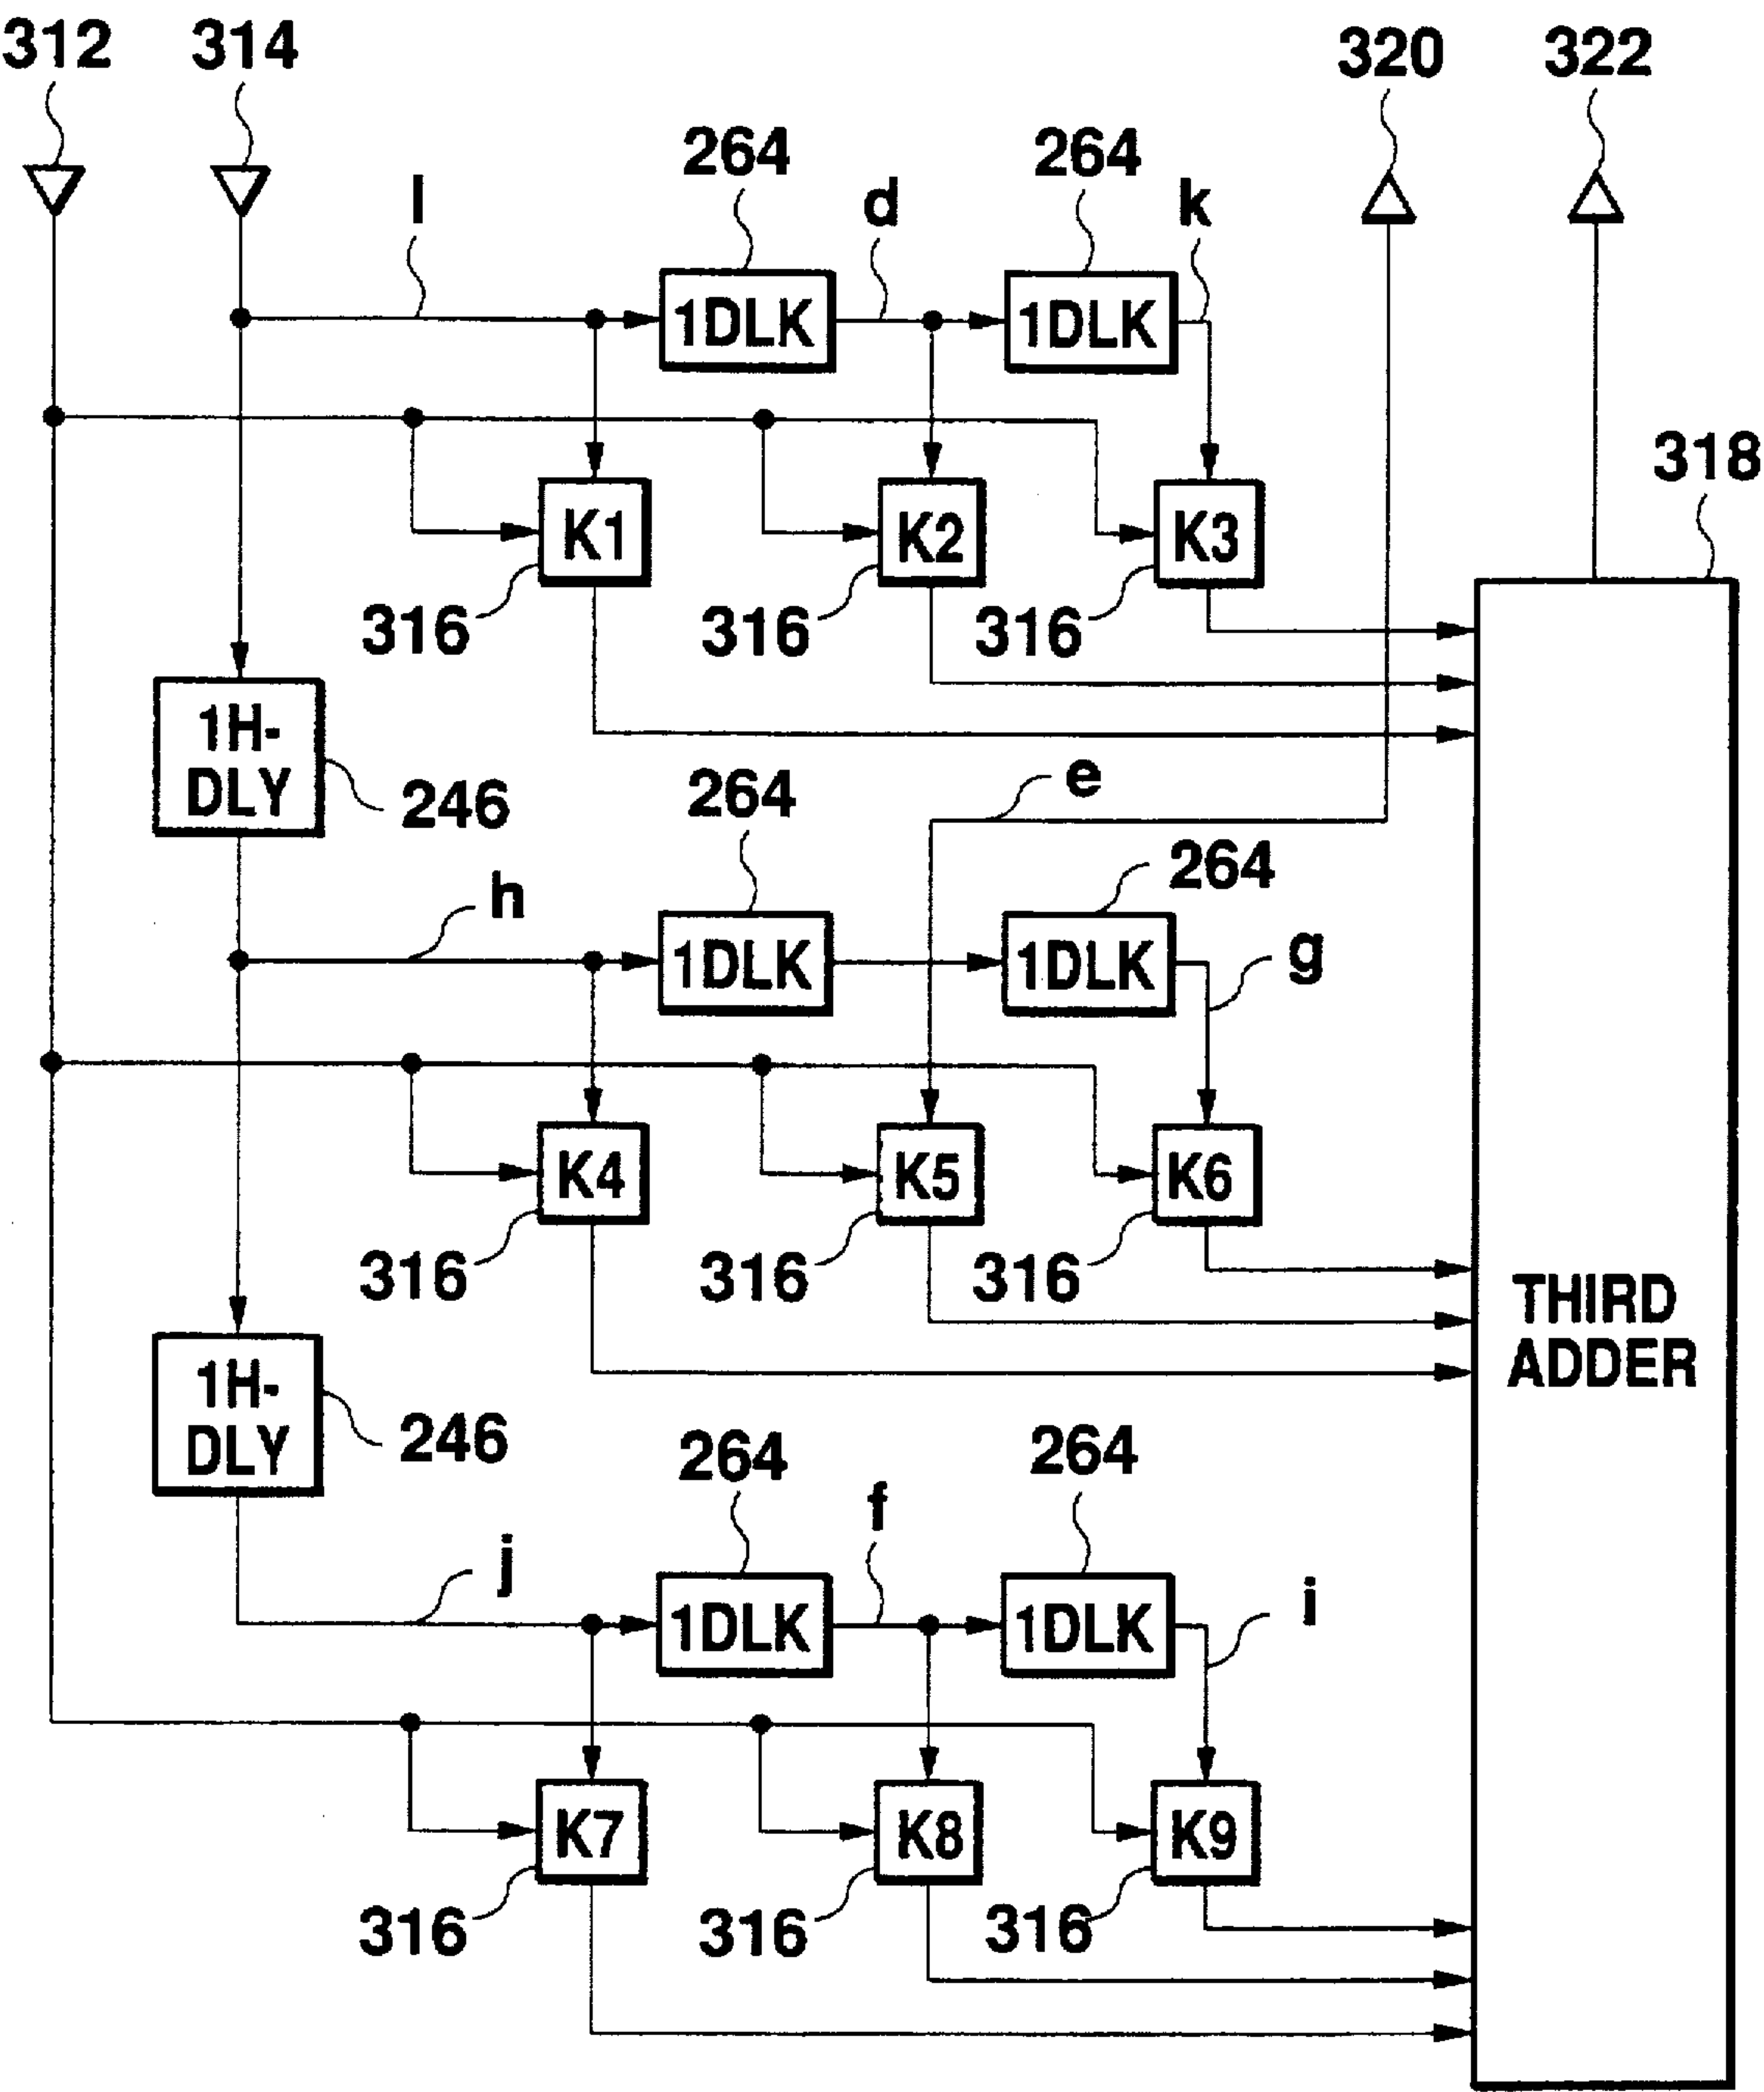 312 314 320 322
264 264
l d k
1DLK 1DLK
318
K1 K2 K3
316 316 316
1H-
DLY
246 264 e
264
h
1DLK 1DLK g
K4 K5 K6
316 316 316
THIRD
ADDER
1H-
DLY
246 264 264
f
j i
1DLK 1DLK
K7 K8 K9
316 316 316